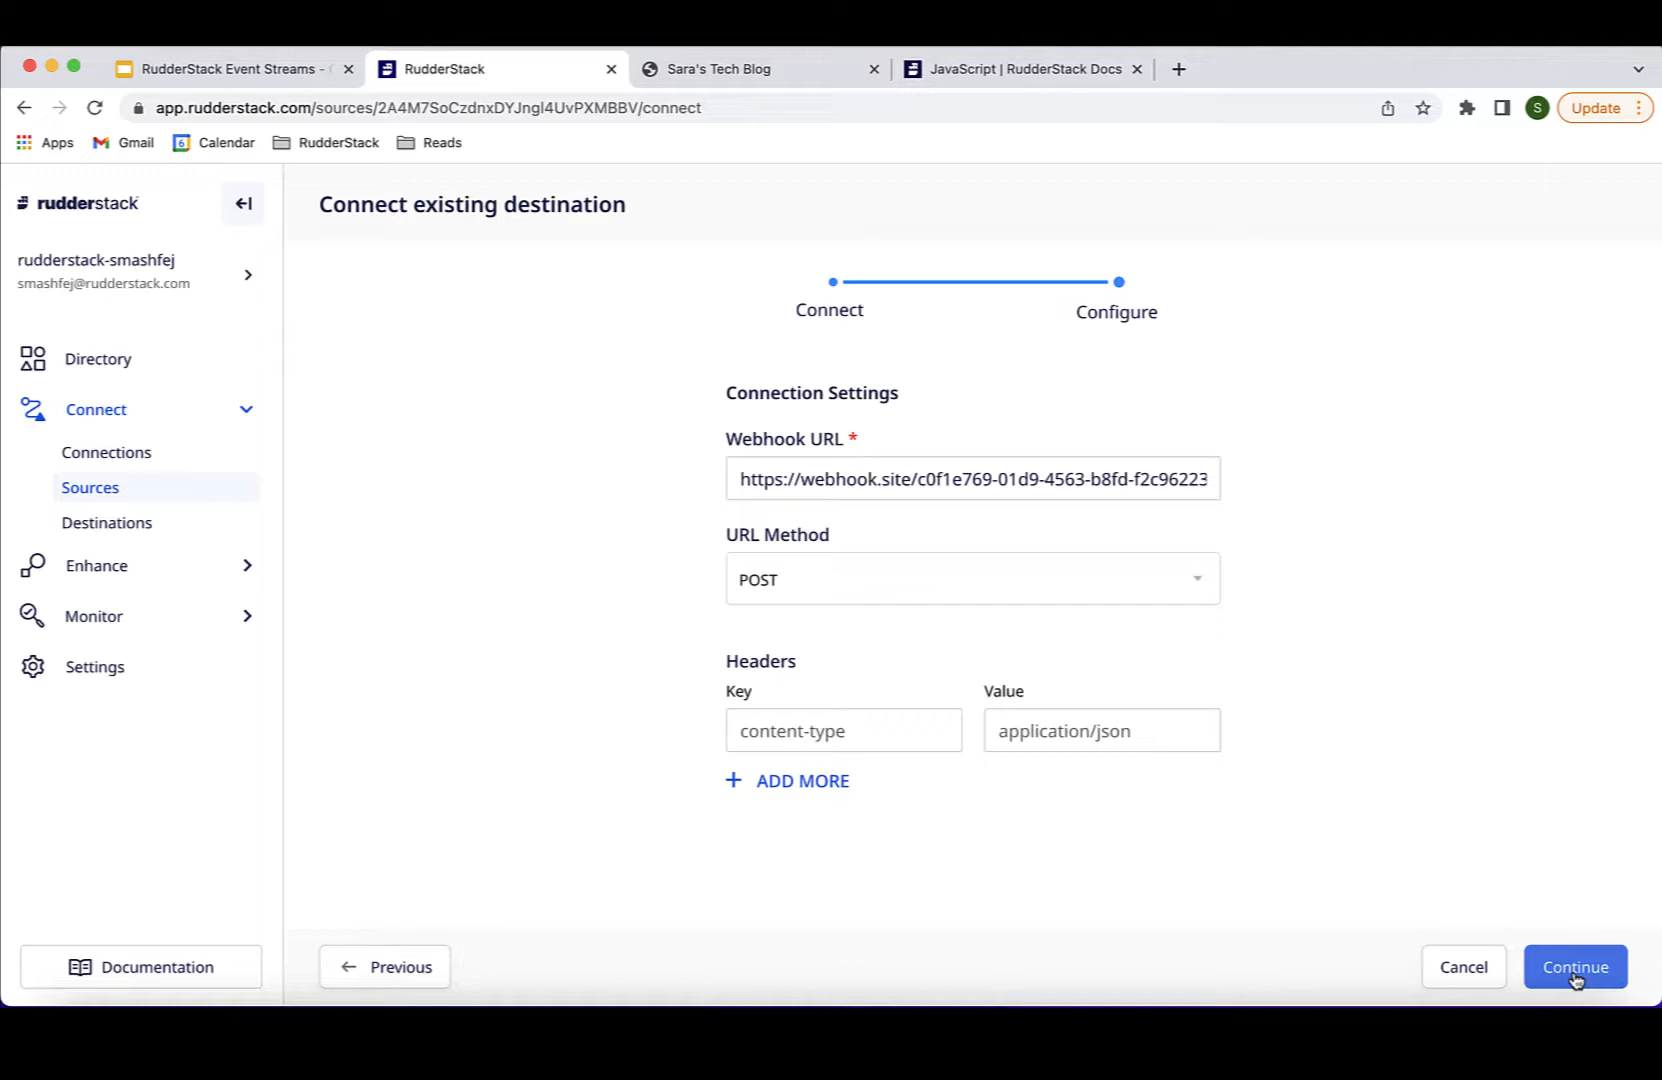 RudderStack Event Streams -
RudderStack
Sara's Tech Blog
JavaScript | RudderStack Docs
app.rudderstack.com/sources/2A4M7SoCzdnxDYJngl4UvPXMBBV/connect
S
Update
Apps
Gmail
6
Calendar
RudderStack
Reads
rudderstack
Connect existing destination
rudderstack-smashfej
smashfej@rudderstack.com
Connect
Configure
Directory
Connect
Connections
Sources
Destinations
Enhance
Monitor
Settings
Connection Settings
Webhook URL *
https://webhook.site/c0f1e769-01d9-4563-b8fd-f2c96223
URL Method
POST
Headers
Key
Value
content-type
application/json
+ ADD MORE
Documentation
Previous
Cancel
Continue